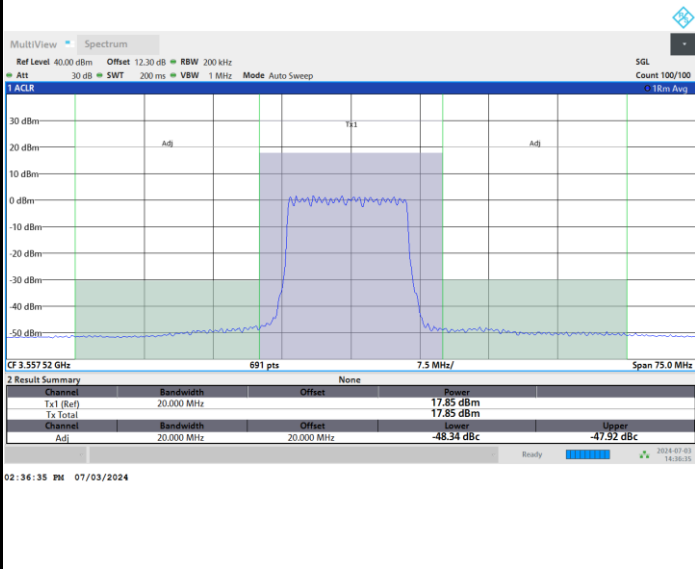 MultiView Spectrum
Ref Level 40.00 dBm Offset 12.30 dB RBW 200 kHz SGL
Att 30 dB SWT 200 ms VBW 1 MHz Mode Auto Sweep Count 100/100
1 ACLR 1Rm Avg
Tx1
Adj Adj
30 dBm
20 dBm
10 dBm
0 dBm
-10 dBm
-20 dBm
-30 dBm
-40 dBm
-50 dBm
CF 3.557 52 GHz 691 pts 7.5 MHz/ Span 75.0 MHz
2 Result Summary None
Channel Bandwidth Offset Power
Tx1 (Ref) 20.000 MHz 17.85 dBm
Tx Total 17.85 dBm
Channel Bandwidth Offset Lower Upper
Adj 20.000 MHz 20.000 MHz -48.34 dBc -47.92 dBc
Ready 2024-07-03
14:36:35
02:36:35 PM 07/03/2024